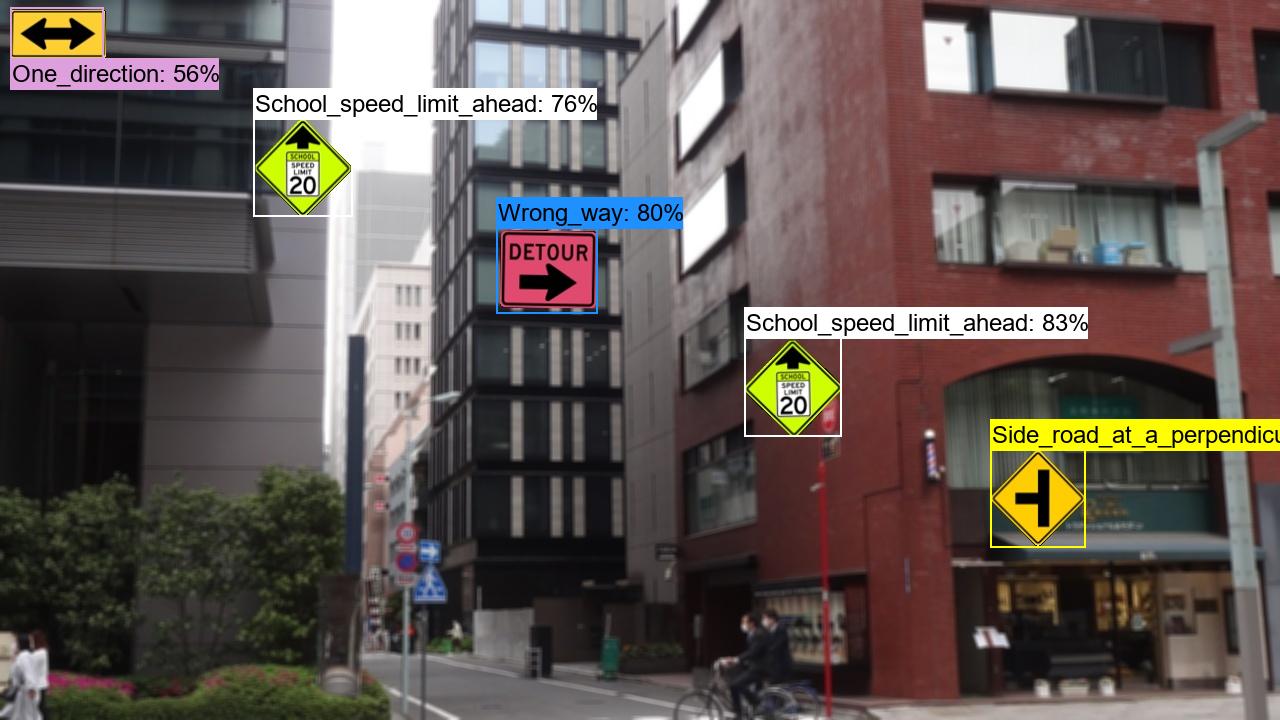 One_direction: 56%
School_speed_limit_ahead: 76%
SCHOOL
SPEED
LIMIT
20
Wrong_way: 80%
DETOUR
School_speed_limit_ahead: 83%
SCHOOL
SPEED
LIMIT
20
Side_road_at_a_perpendicu